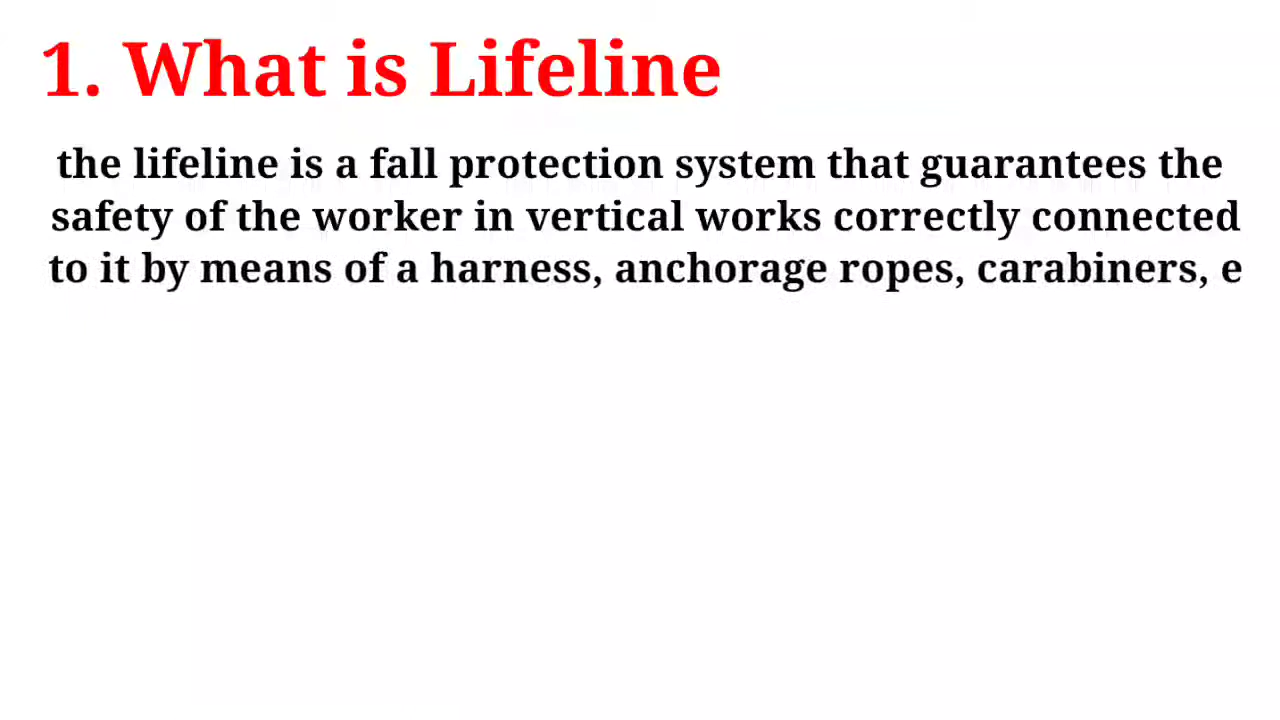 1. What is Lifeline
the lifeline is a fall protection system that guarantees the
safety of the worker in vertical works correctly connected
to it by means of a harness, anchorage ropes, carabiners, e